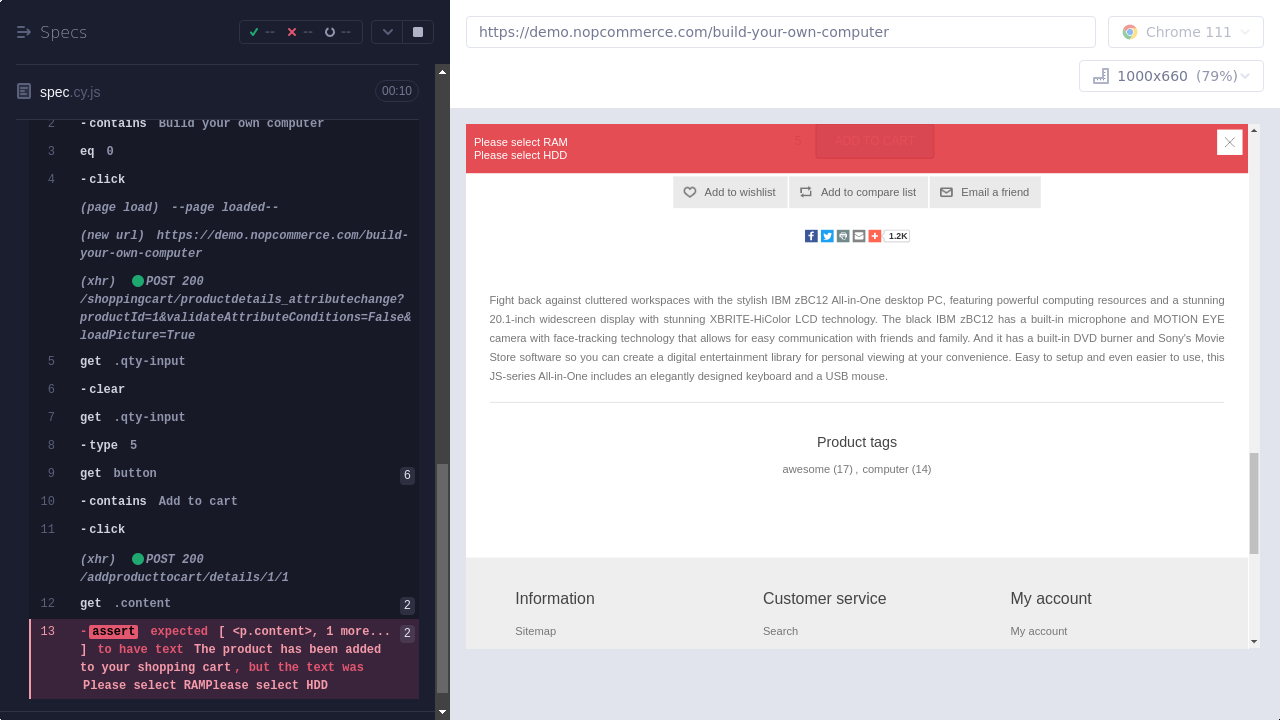 Specs
--
--
--
spec.cy.js
00:10
2 -contains Build your own computer
3 eq 0
4 -click
(page load) --page loaded--
(new url) https://demo.nopcommerce.com/build-
your-own-computer
(xhr) POST 200
/shoppingcart/productdetails_attributechange?
productId=1&validateAttributeConditions=False&
loadPicture=True
5 get .qty-input
6 -clear
7 get .qty-input
8 -type 5
9 get button 6
10 -contains Add to cart
11 -click
(xhr) POST 200
/addproducttocart/details/1/1
12 get .content 2
13 -assert expected [ <p.content>, 1 more... 2
] to have text The product has been added
to your shopping cart, but the text was
Please select RAMPlease select HDD
https://demo.nopcommerce.com/build-your-own-computer
Chrome 111
1000x660 (79%)
Please select RAM
Please select HDD
5
ADD TO CART
Add to wishlist
Add to compare list
Email a friend
1.2K
Fight back against cluttered workspaces with the stylish IBM zBC12 All-in-One desktop PC, featuring powerful computing resources and a stunning
20.1-inch widescreen display with stunning XBRITE-HiColor LCD technology. The black IBM zBC12 has a built-in microphone and MOTION EYE
camera with face-tracking technology that allows for easy communication with friends and family. And it has a built-in DVD burner and Sony's Movie
Store software so you can create a digital entertainment library for personal viewing at your convenience. Easy to setup and even easier to use, this
JS-series All-in-One includes an elegantly designed keyboard and a USB mouse.
Product tags
awesome (17) , computer (14)
Information
Customer service
My account
Sitemap
Search
My account